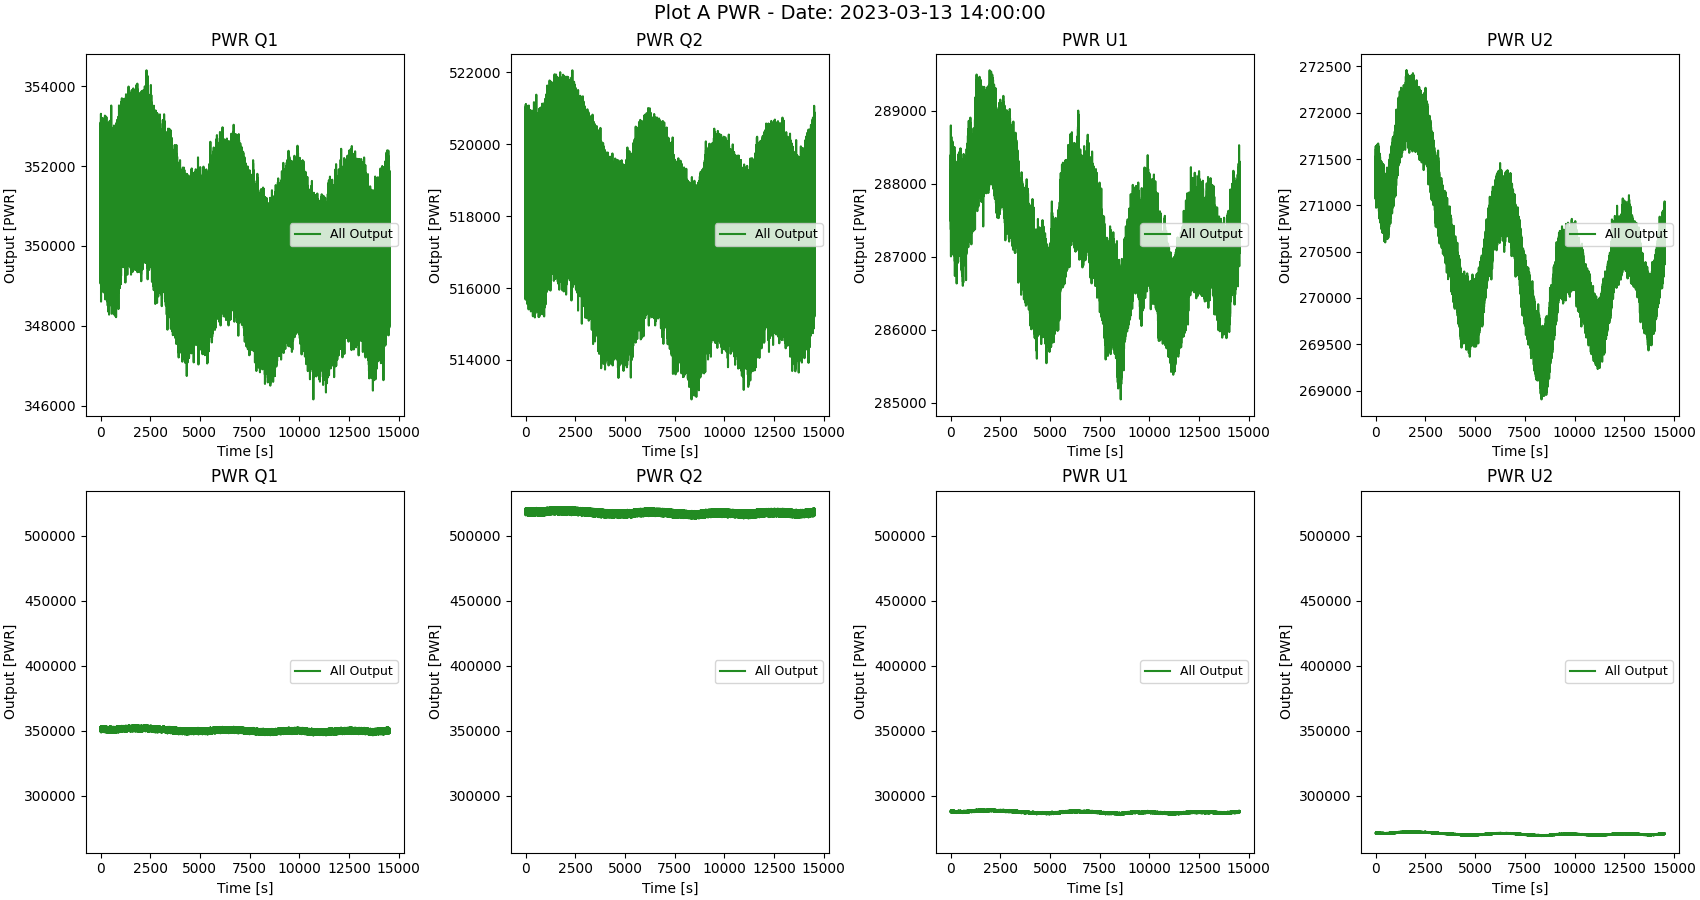 Plot A PWR - Date: 2023-03-13 14:00:00
PWR Q1
PWR Q2
PWR U1
PWR U2
Output [PWR]
354000
352000
350000
348000
346000
All Output
0 2500 5000 7500 10000 12500 15000
Time [s]
Output [PWR]
522000
520000
518000
516000
514000
All Output
0 2500 5000 7500 10000 12500 15000
Time [s]
Output [PWR]
289000
288000
287000
286000
285000
All Output
0 2500 5000 7500 10000 12500 15000
Time [s]
Output [PWR]
272500
272000
271500
271000
270500
270000
269500
269000
All Output
0 2500 5000 7500 10000 12500 15000
Time [s]
PWR Q1
PWR Q2
PWR U1
PWR U2
Output [PWR]
500000
450000
400000
350000
300000
All Output
0 2500 5000 7500 10000 12500 15000
Time [s]
Output [PWR]
500000
450000
400000
350000
300000
All Output
0 2500 5000 7500 10000 12500 15000
Time [s]
Output [PWR]
500000
450000
400000
350000
300000
All Output
0 2500 5000 7500 10000 12500 15000
Time [s]
Output [PWR]
500000
450000
400000
350000
300000
All Output
0 2500 5000 7500 10000 12500 15000
Time [s]